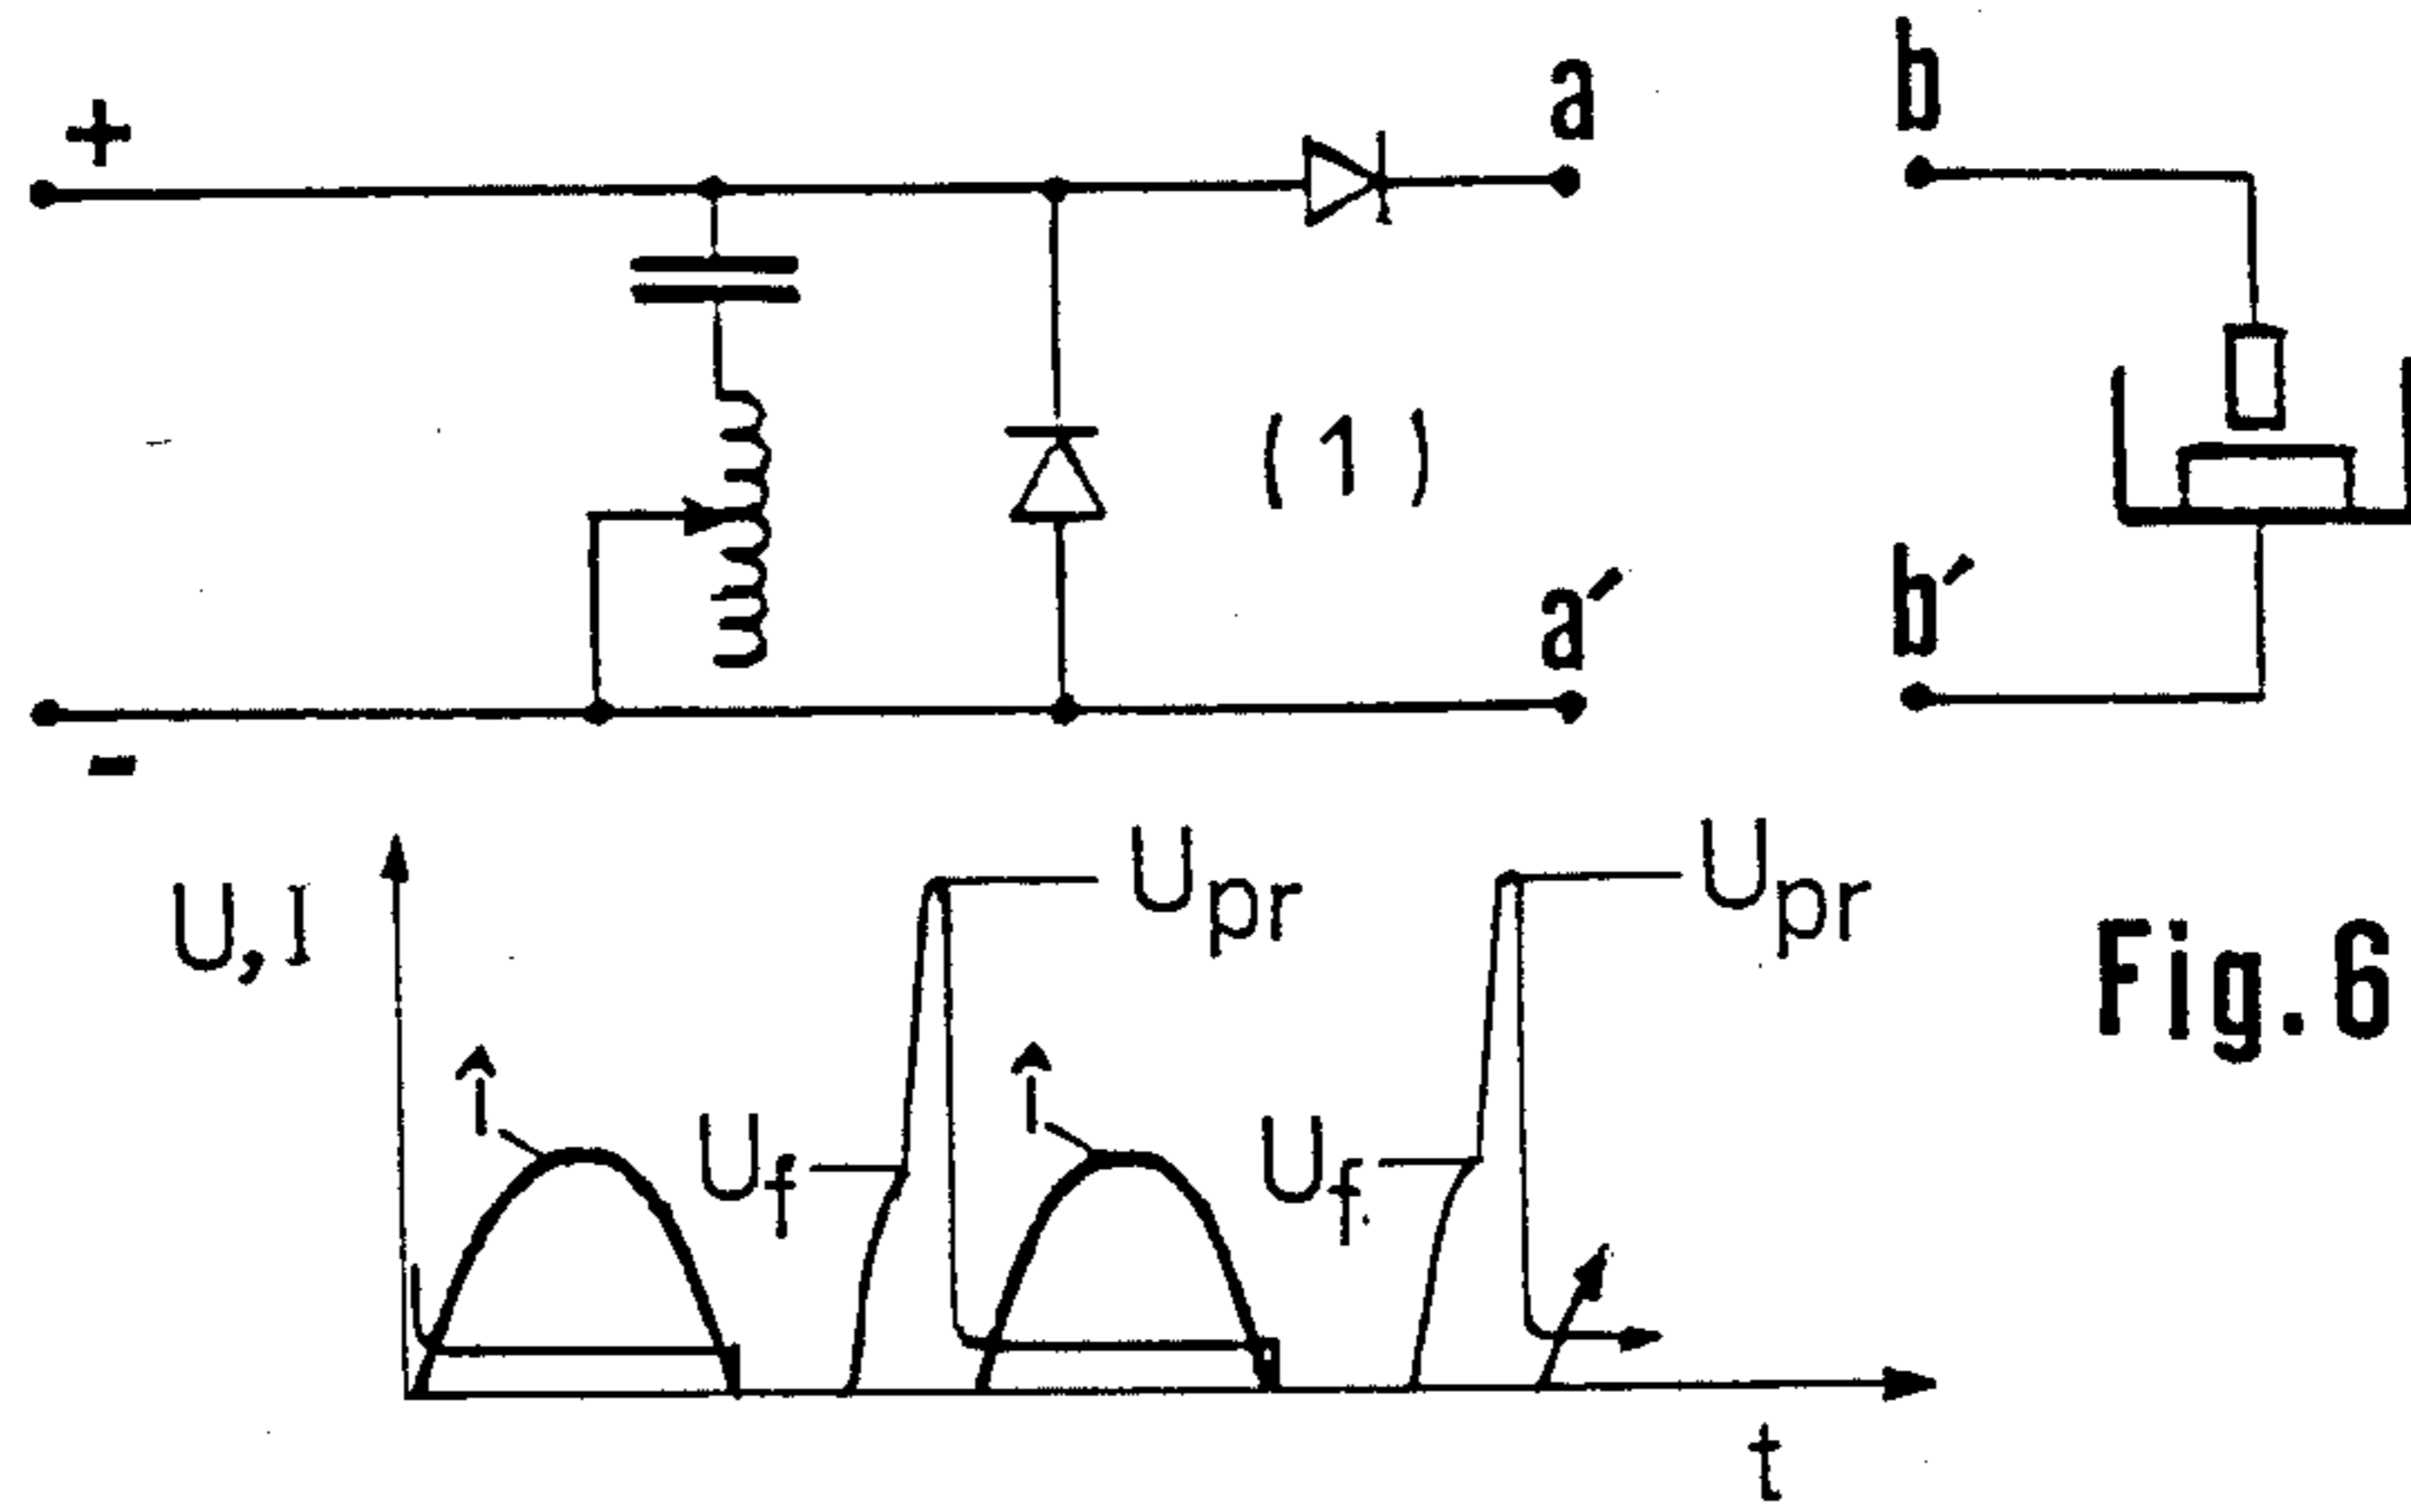 +
a
b
( 1 )
a′
b′
-
U, I
Upr
Upr
Fig. 6
î
Uf
î
Uf.
t